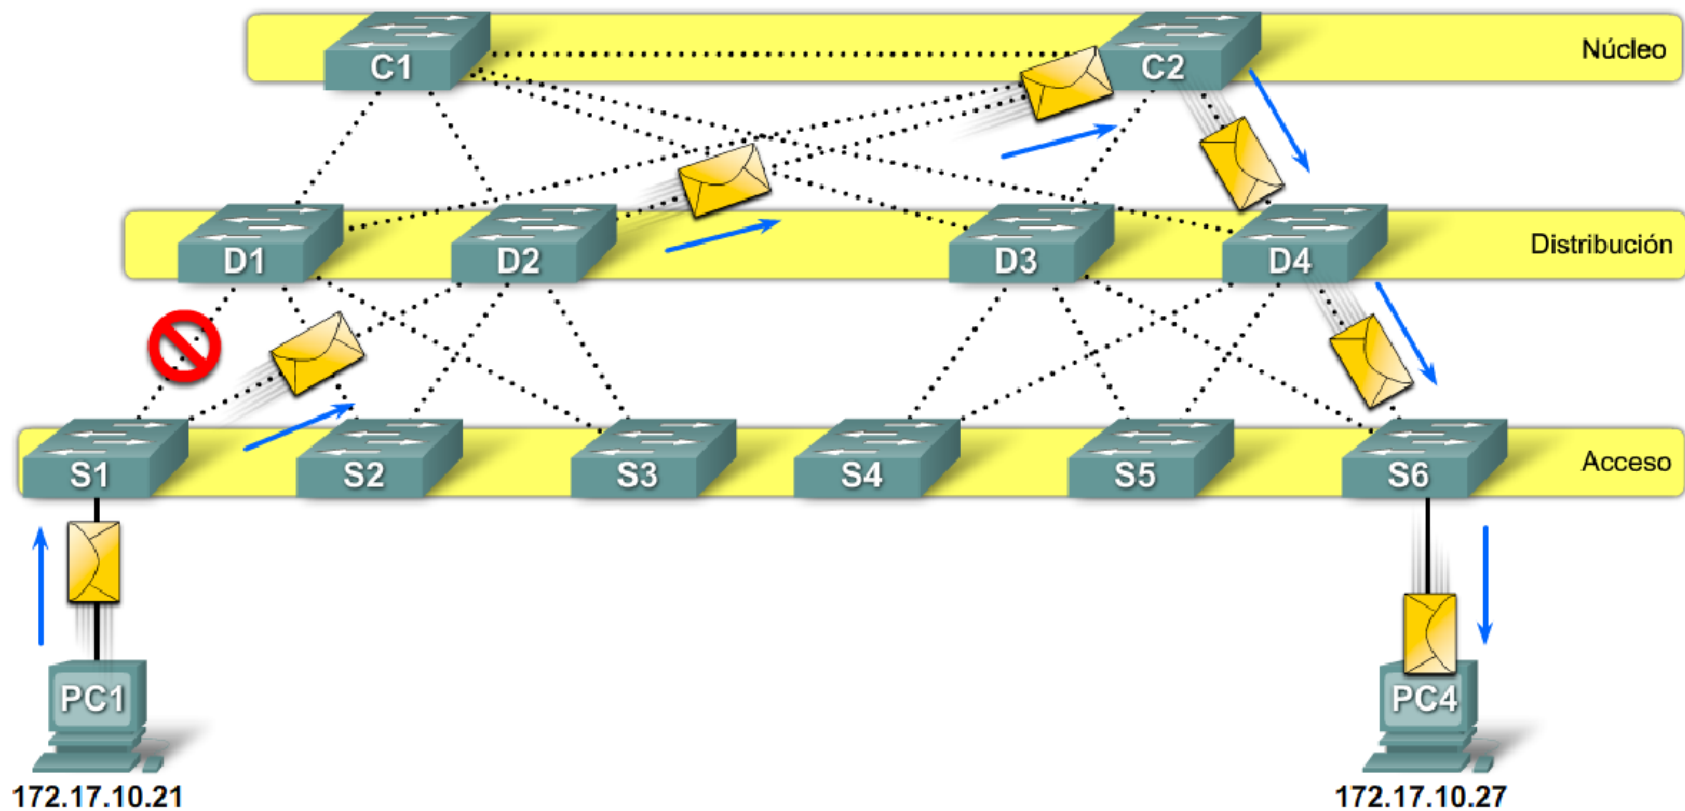 C1
C2
Núcleo
D1
D2
D3
D4
Distribución
S1
S2
S3
S4
S5
S6
Acceso
PC1
PC4
172.17.10.21
172.17.10.27